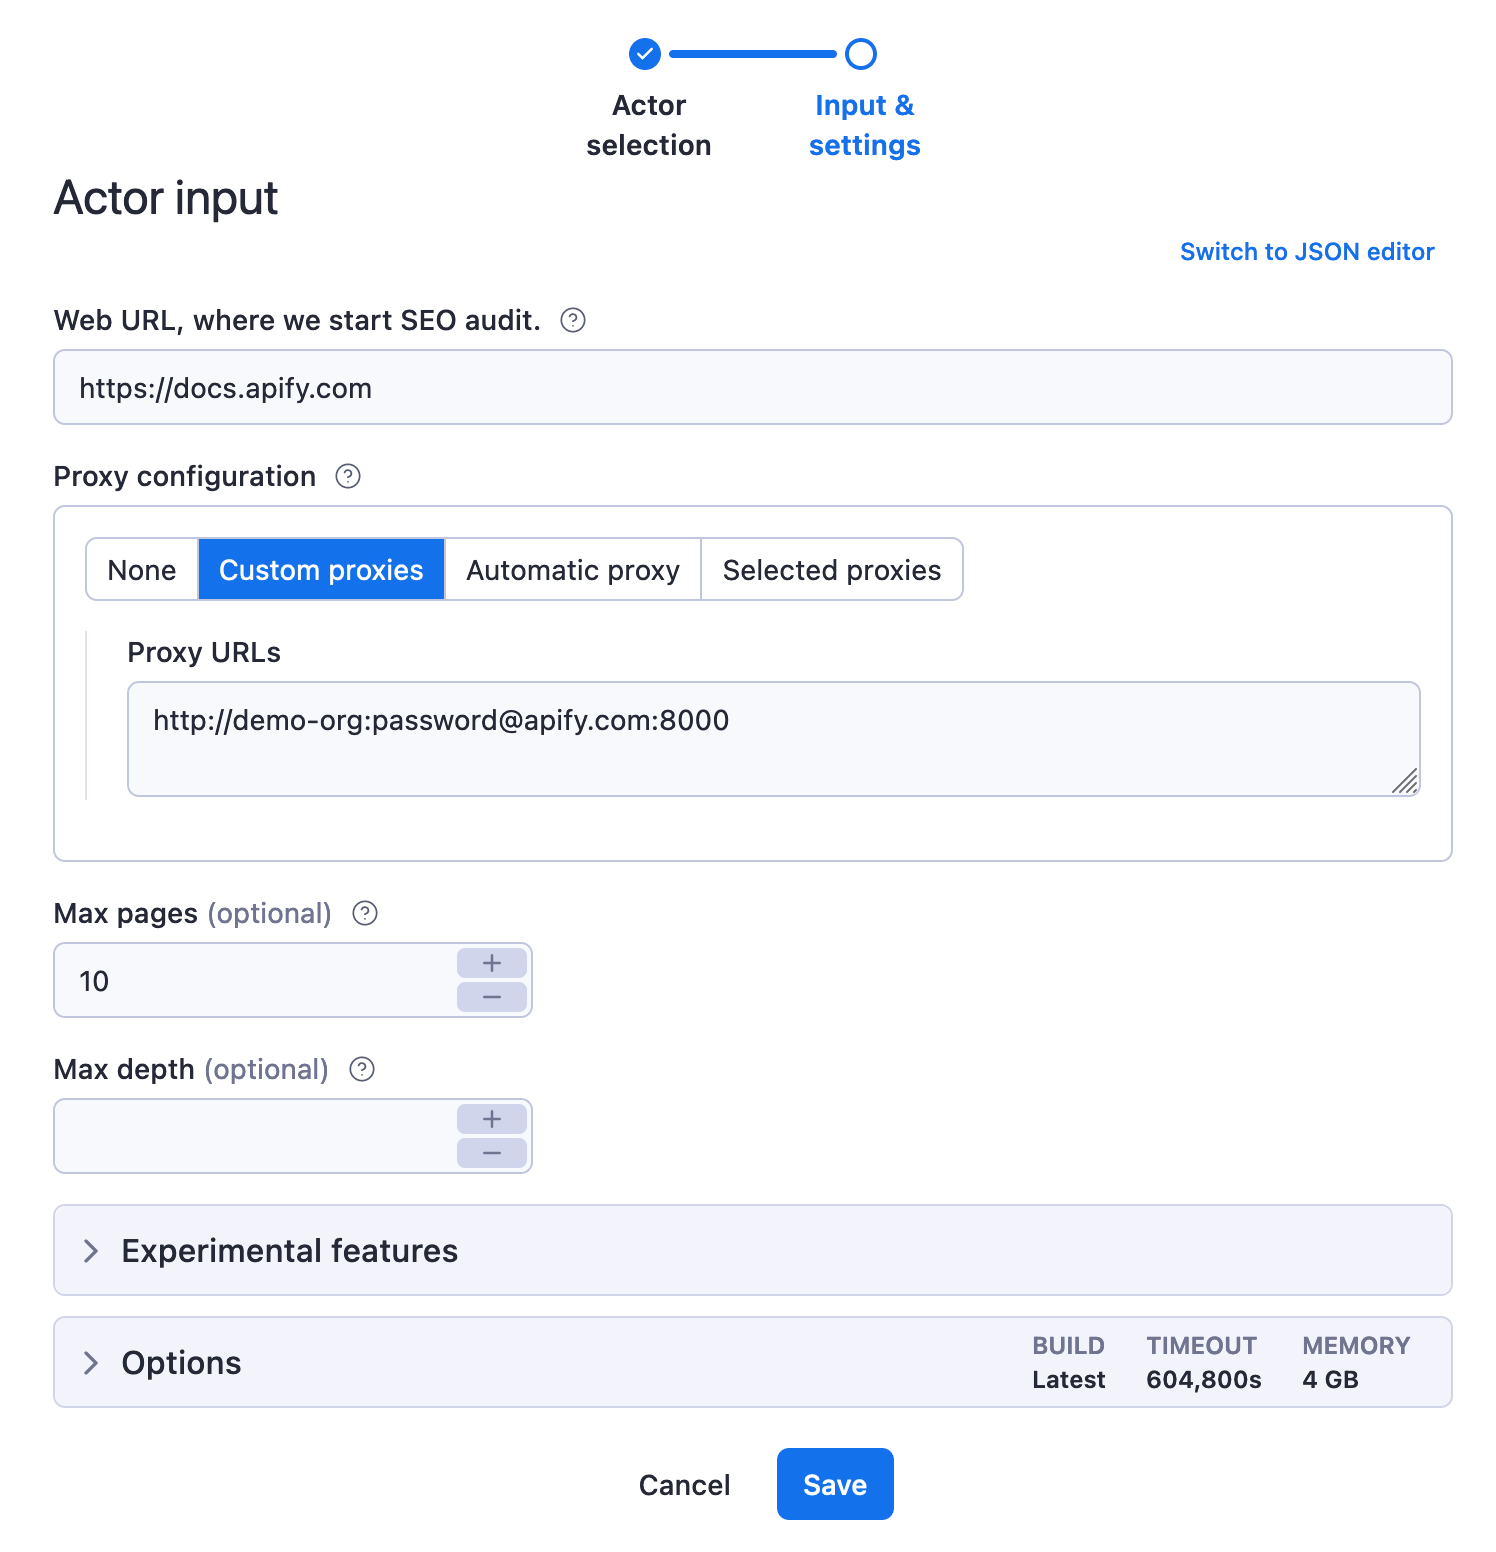 Actor
selection
Input &
settings
Actor input
Switch to JSON editor
Web URL, where we start SEO audit. ?
https://docs.apify.com
Proxy configuration ?
None Custom proxies Automatic proxy Selected proxies
Proxy URLs
http://demo-org:password@apify.com:8000
Max pages (optional) ?
10
+
−
Max depth (optional) ?
+
−
Experimental features
Options
BUILD TIMEOUT MEMORY
Latest 604,800s 4 GB
Cancel Save